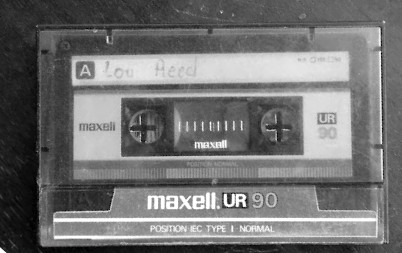 A Lou Reed
maxell
UR
90
maxell
POSITION NORMAL
maxell. UR 90
POSITION IEC TYPE I NORMAL